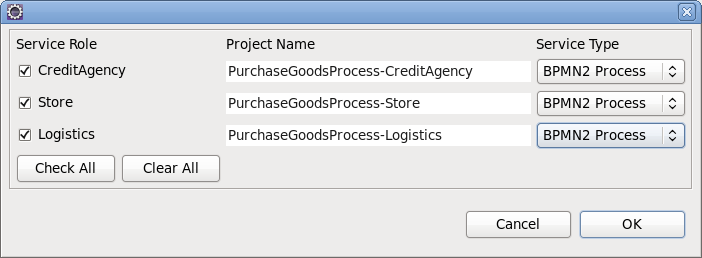 Service Role Project Name Service Type
CreditAgency PurchaseGoodsProcess-CreditAgency BPMN2 Process
Store PurchaseGoodsProcess-Store BPMN2 Process
Logistics PurchaseGoodsProcess-Logistics BPMN2 Process
Check All Clear All
Cancel OK